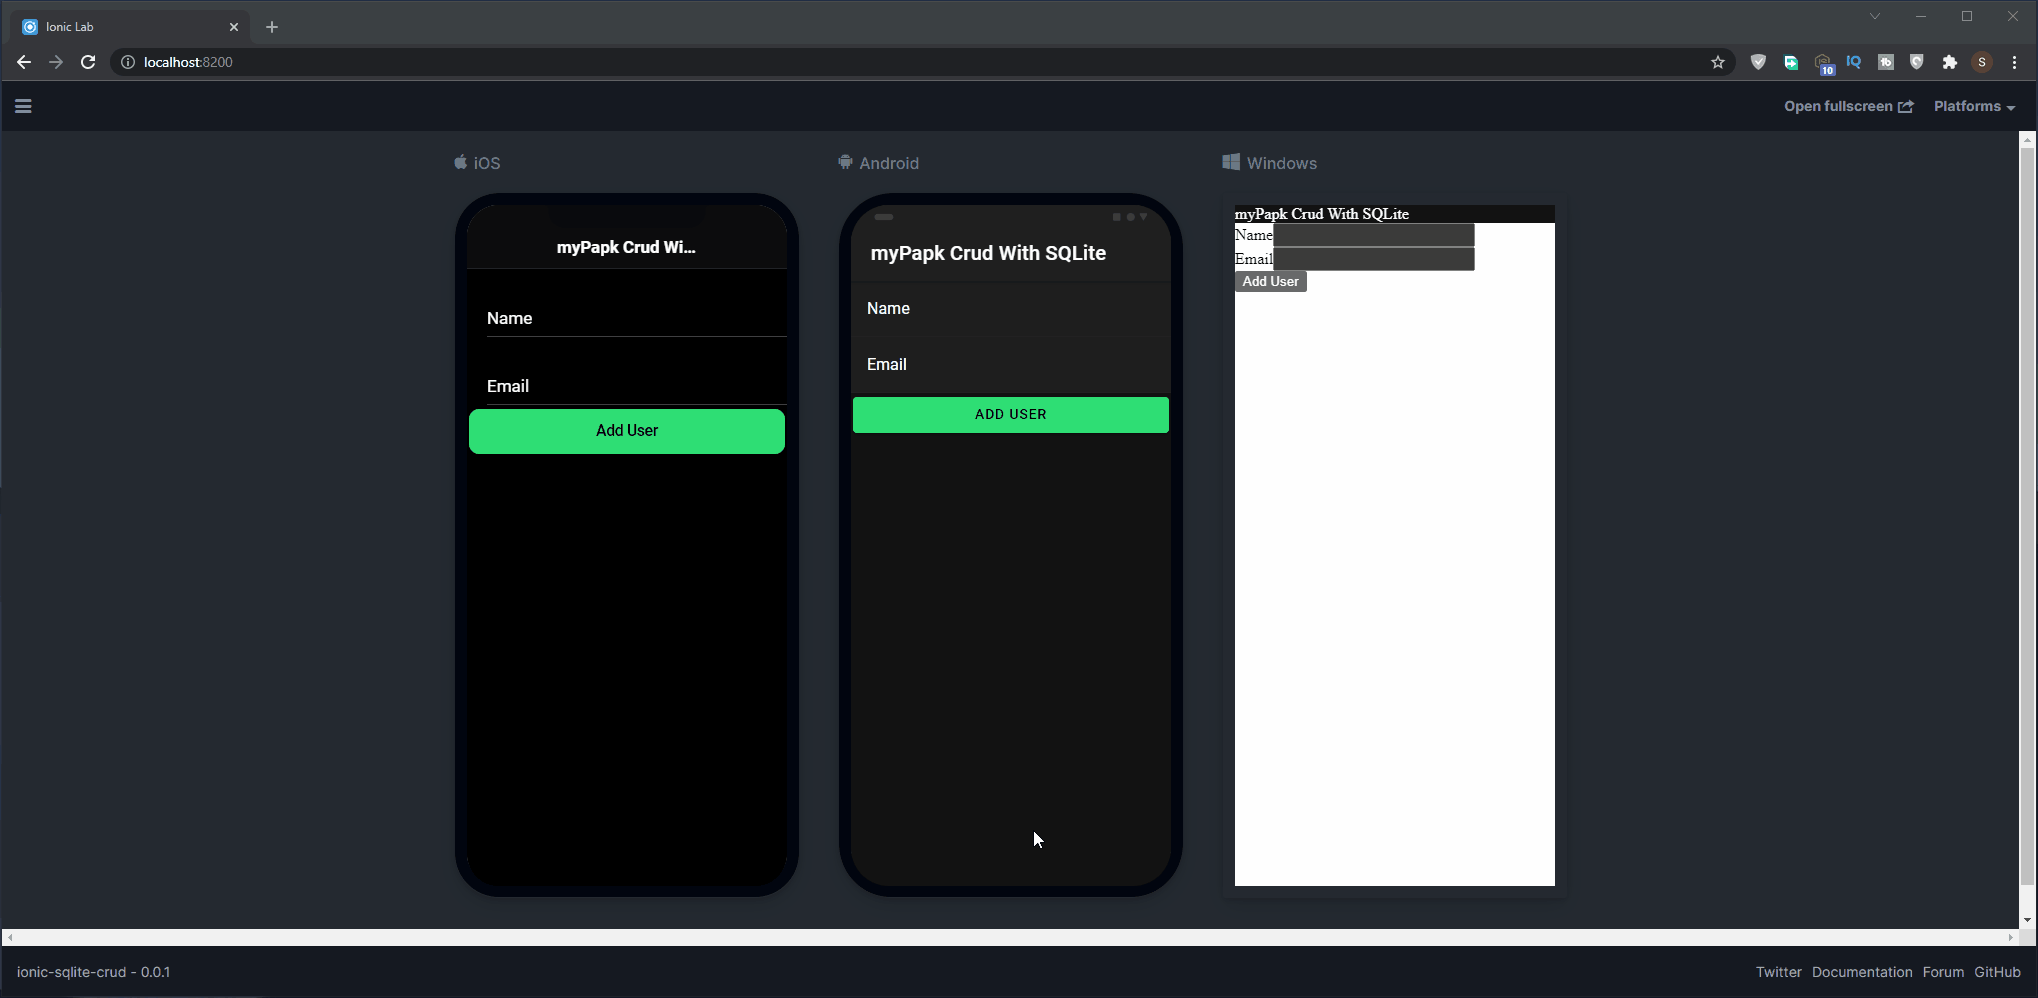 Ionic Lab
localhost:8200
10
IQ
S
Open fullscreen
Platforms
iOS
Android
Windows
myPapk Crud Wi...
Name
Email
Add User
myPapk Crud With SQLite
Name
Email
ADD USER
myPapk Crud With SQLite
Name
Email
Add User
ionic-sqlite-crud - 0.0.1
Twitter Documentation Forum GitHub